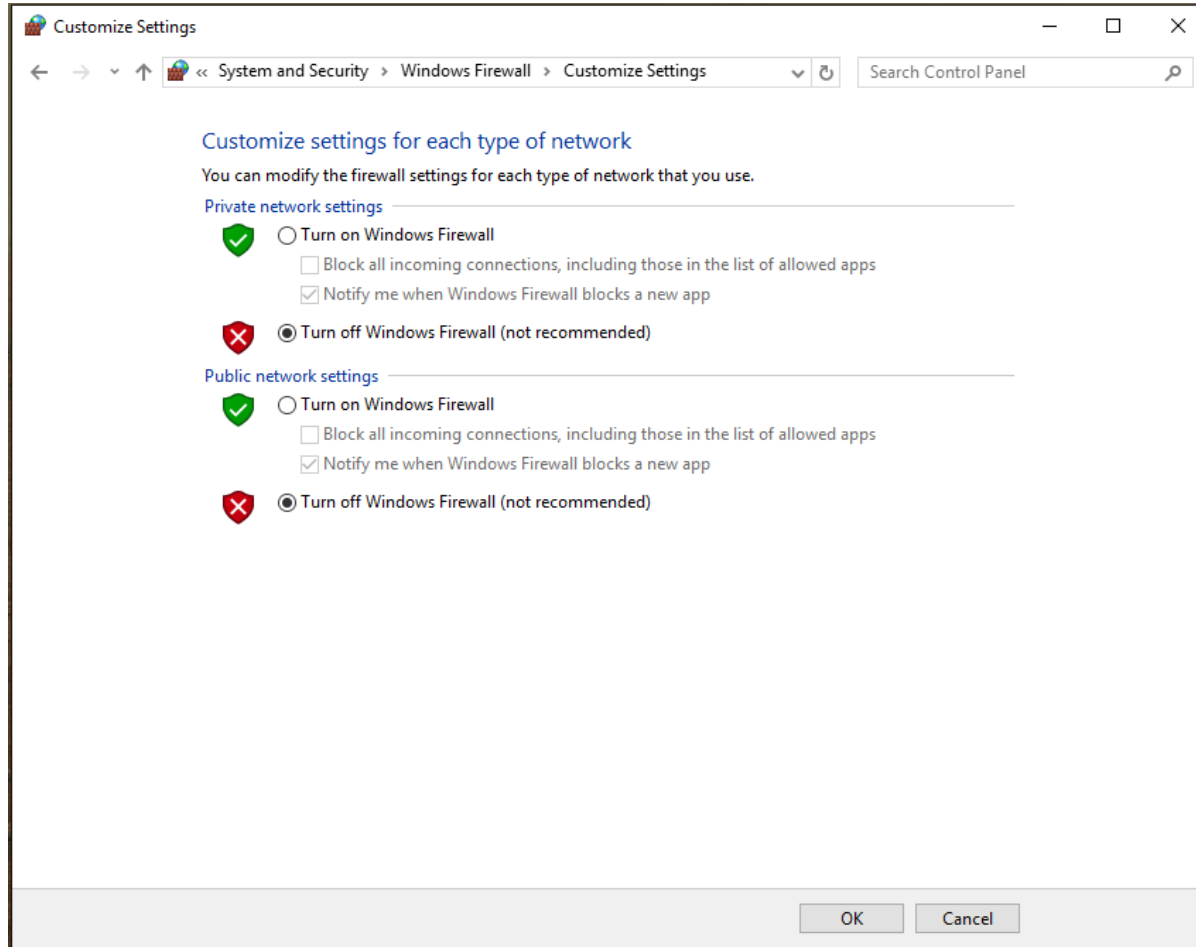 Customize Settings
« System and Security > Windows Firewall > Customize Settings
Search Control Panel
Customize settings for each type of network
You can modify the firewall settings for each type of network that you use.
Private network settings
Turn on Windows Firewall
Block all incoming connections, including those in the list of allowed apps
Notify me when Windows Firewall blocks a new app
Turn off Windows Firewall (not recommended)
Public network settings
Turn on Windows Firewall
Block all incoming connections, including those in the list of allowed apps
Notify me when Windows Firewall blocks a new app
Turn off Windows Firewall (not recommended)
OK Cancel